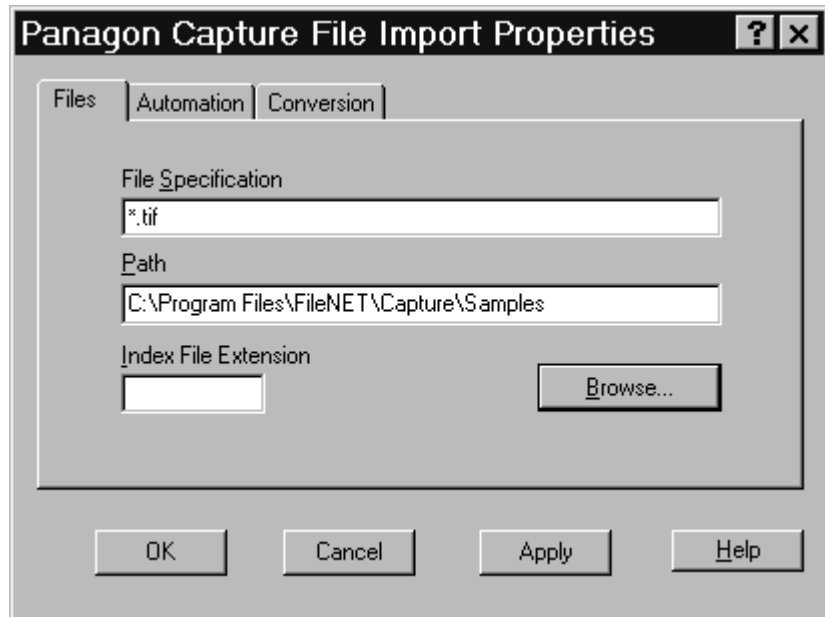 Panagon Capture File Import Properties
Files Automation Conversion
File Specification
*.tif
Path
C:\Program Files\FileNET\Capture\Samples
Index File Extension
Browse...
OK Cancel Apply Help